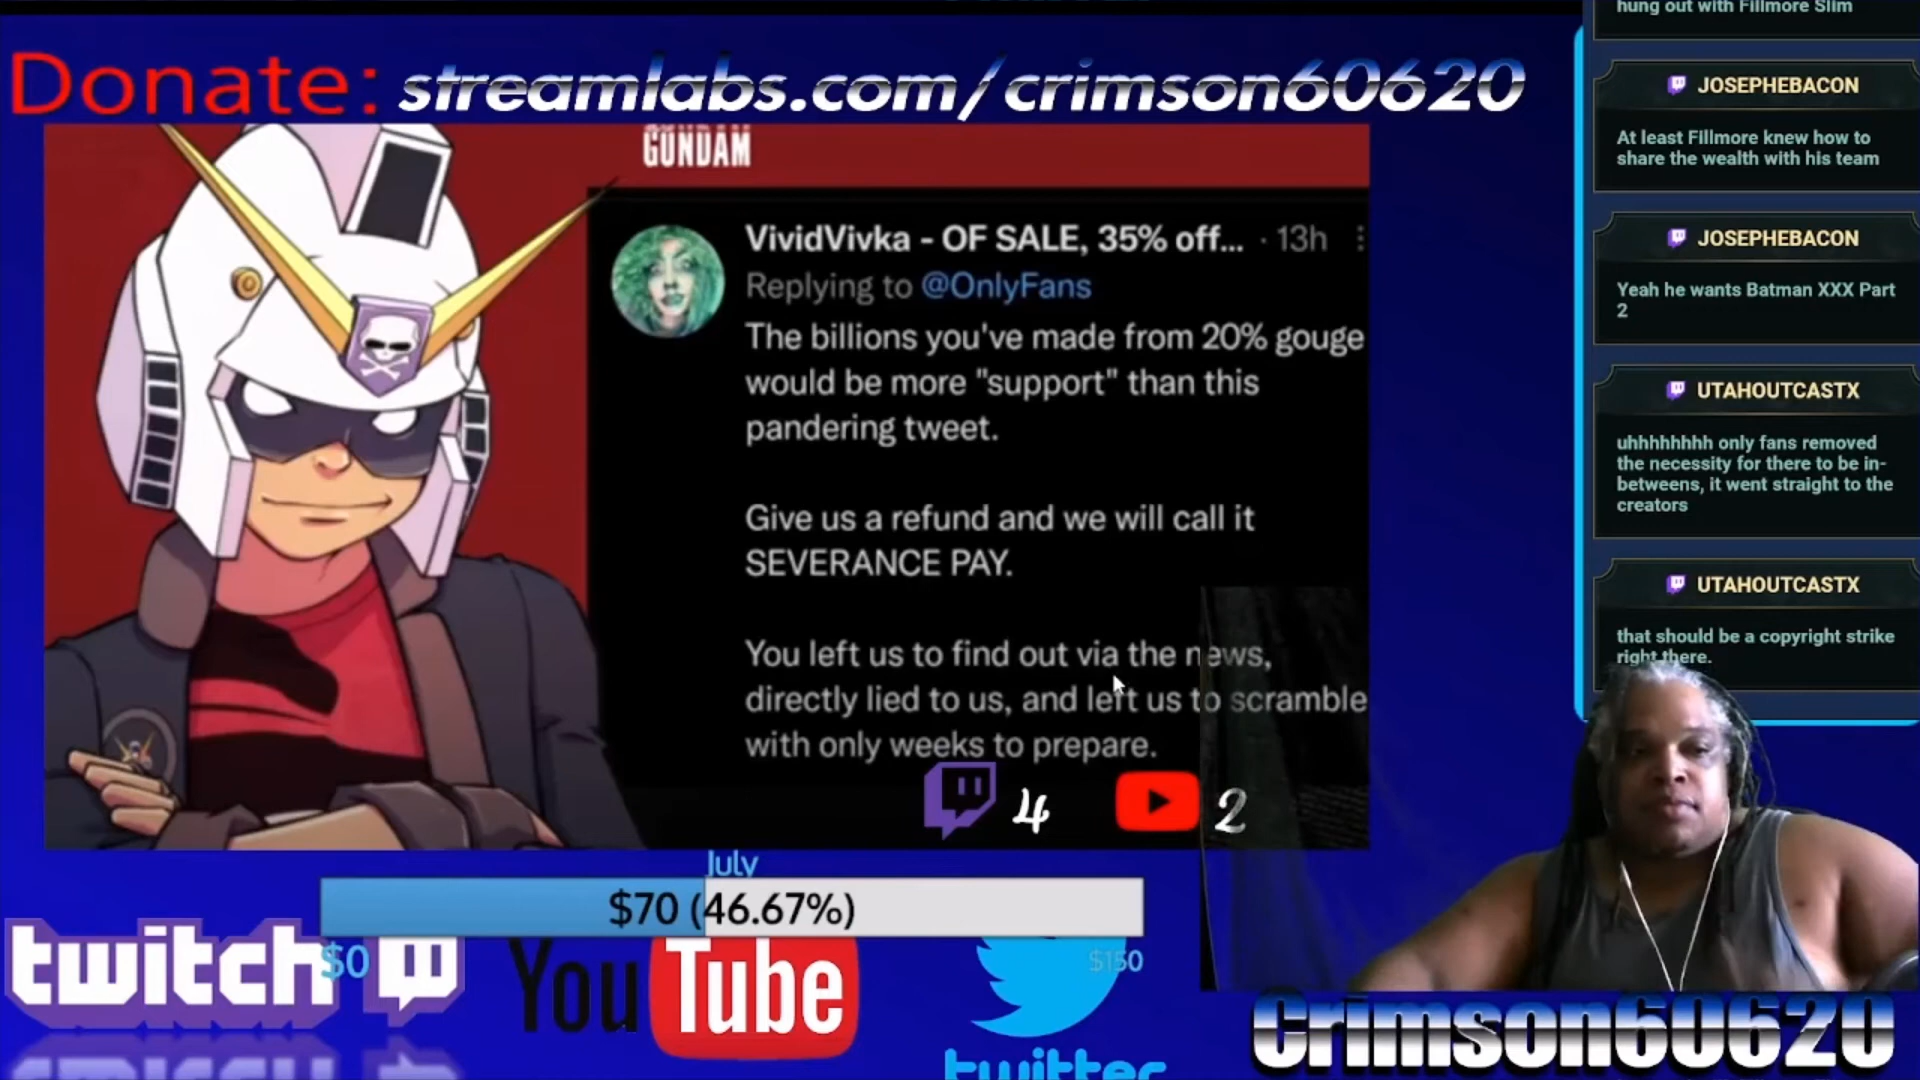 Donate: streamlabs.com/crimson60620
GUNDAM
VividVivka - OF SALE, 35% off... · 13h
Replying to @OnlyFans
The billions you've made from 20% gouge
would be more "support" than this
pandering tweet.
Give us a refund and we will call it
SEVERANCE PAY.
You left us to find out via the news,
directly lied to us, and left us to scramble
with only weeks to prepare.
4
2
July
$70 (46.67%)
$0
$150
twitch
YouTube
twitter
Crimson60620
hung out with Fillmore Slim
JOSEPHEBACON
At least Fillmore knew how to
share the wealth with his team
JOSEPHEBACON
Yeah he wants Batman XXX Part
2
UTAHOUTCASTX
uhhhhhhhh only fans removed
the necessity for there to be in-
betweens, it went straight to the
creators
UTAHOUTCASTX
that should be a copyright strike
right there.